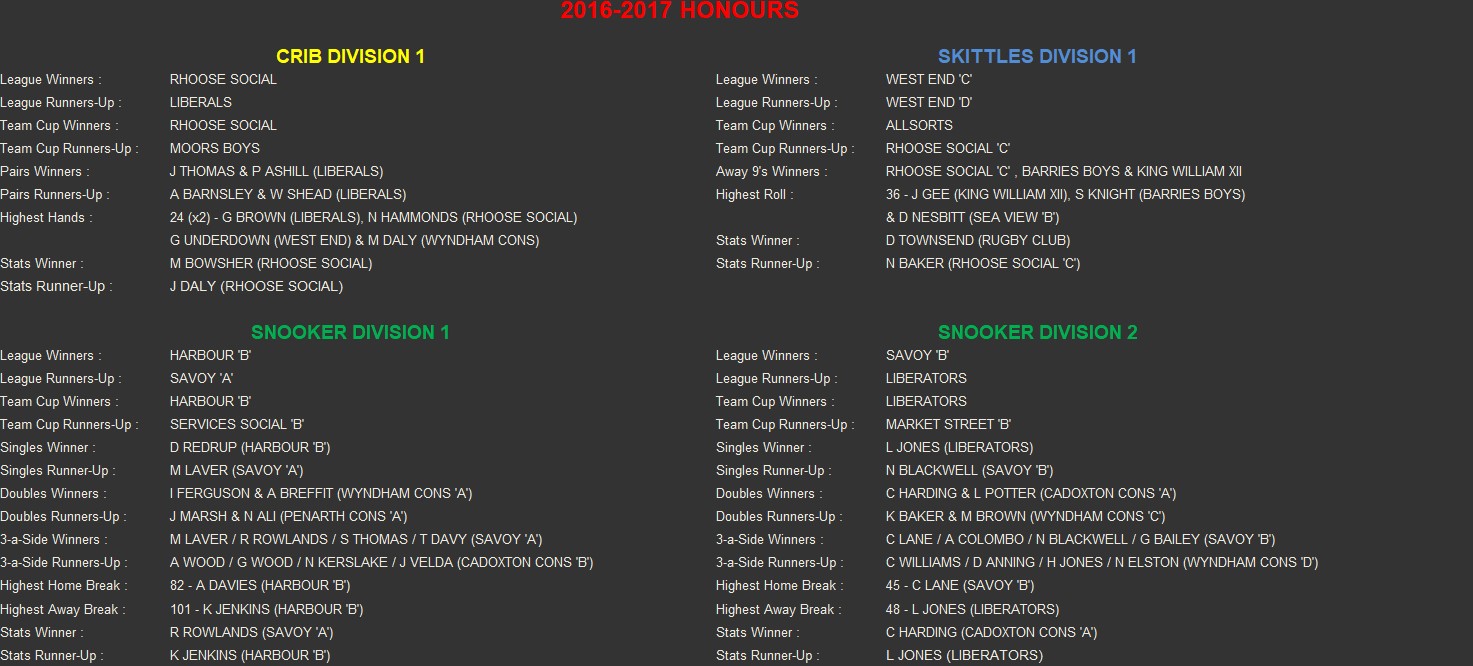 2016-2017 HONOURS
CRIB DIVISION 1
League Winners : RHOOSE SOCIAL
League Runners-Up : LIBERALS
Team Cup Winners : RHOOSE SOCIAL
Team Cup Runners-Up : MOORS BOYS
Pairs Winners : J THOMAS & P ASHILL (LIBERALS)
Pairs Runners-Up : A BARNSLEY & W SHEAD (LIBERALS)
Highest Hands : 24 (x2) - G BROWN (LIBERALS), N HAMMONDS (RHOOSE SOCIAL)
G UNDERDOWN (WEST END) & M DALY (WYNDHAM CONS)
Stats Winner : M BOWSHER (RHOOSE SOCIAL)
Stats Runner-Up : J DALY (RHOOSE SOCIAL)
SKITTLES DIVISION 1
League Winners : WEST END 'C'
League Runners-Up : WEST END 'D'
Team Cup Winners : ALLSORTS
Team Cup Runners-Up : RHOOSE SOCIAL 'C'
Away 9's Winners : RHOOSE SOCIAL 'C' , BARRIES BOYS & KING WILLIAM XII
Highest Roll : 36 - J GEE (KING WILLIAM XII), S KNIGHT (BARRIES BOYS)
& D NESBITT (SEA VIEW 'B')
Stats Winner : D TOWNSEND (RUGBY CLUB)
Stats Runner-Up : N BAKER (RHOOSE SOCIAL 'C')
SNOOKER DIVISION 1
League Winners : HARBOUR 'B'
League Runners-Up : SAVOY 'A'
Team Cup Winners : HARBOUR 'B'
Team Cup Runners-Up : SERVICES SOCIAL 'B'
Singles Winner : D REDRUP (HARBOUR 'B')
Singles Runner-Up : M LAVER (SAVOY 'A')
Doubles Winners : I FERGUSON & A BREFFIT (WYNDHAM CONS 'A')
Doubles Runners-Up : J MARSH & N ALI (PENARTH CONS 'A')
3-a-Side Winners : M LAVER / R ROWLANDS / S THOMAS / T DAVY (SAVOY 'A')
3-a-Side Runners-Up : A WOOD / G WOOD / N KERSLAKE / J VELDA (CADOXTON CONS 'B')
Highest Home Break : 82 - A DAVIES (HARBOUR 'B')
Highest Away Break : 101 - K JENKINS (HARBOUR 'B')
Stats Winner : R ROWLANDS (SAVOY 'A')
Stats Runner-Up : K JENKINS (HARBOUR 'B')
SNOOKER DIVISION 2
League Winners : SAVOY 'B'
League Runners-Up : LIBERATORS
Team Cup Winners : LIBERATORS
Team Cup Runners-Up : MARKET STREET 'B'
Singles Winner : L JONES (LIBERATORS)
Singles Runner-Up : N BLACKWELL (SAVOY 'B')
Doubles Winners : C HARDING & L POTTER (CADOXTON CONS 'A')
Doubles Runners-Up : K BAKER & M BROWN (WYNDHAM CONS 'C')
3-a-Side Winners : C LANE / A COLOMBO / N BLACKWELL / G BAILEY (SAVOY 'B')
3-a-Side Runners-Up : C WILLIAMS / D ANNING / H JONES / N ELSTON (WYNDHAM CONS 'D')
Highest Home Break : 45 - C LANE (SAVOY 'B')
Highest Away Break : 48 - L JONES (LIBERATORS)
Stats Winner : C HARDING (CADOXTON CONS 'A')
Stats Runner-Up : L JONES (LIBERATORS)